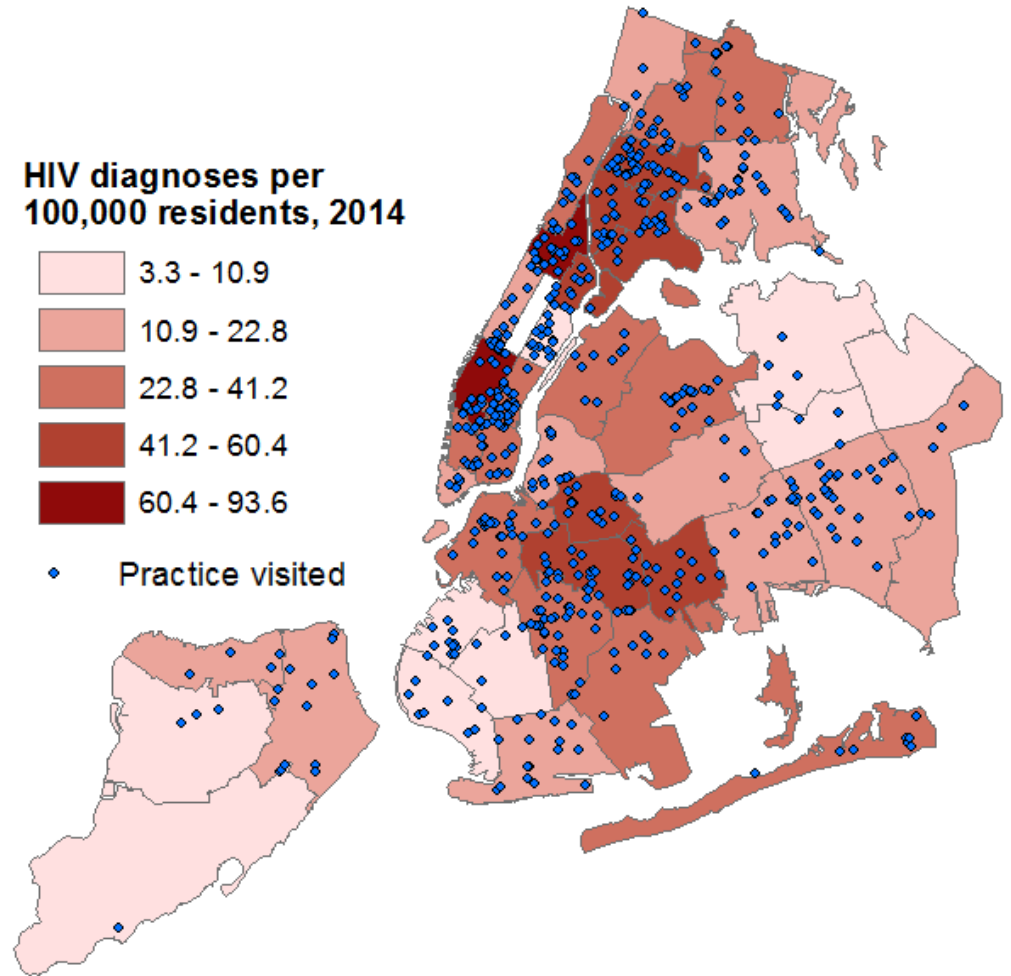 HIV diagnoses per
100,000 residents, 2014
3.3 - 10.9
10.9 - 22.8
22.8 - 41.2
41.2 - 60.4
60.4 - 93.6
Practice visited